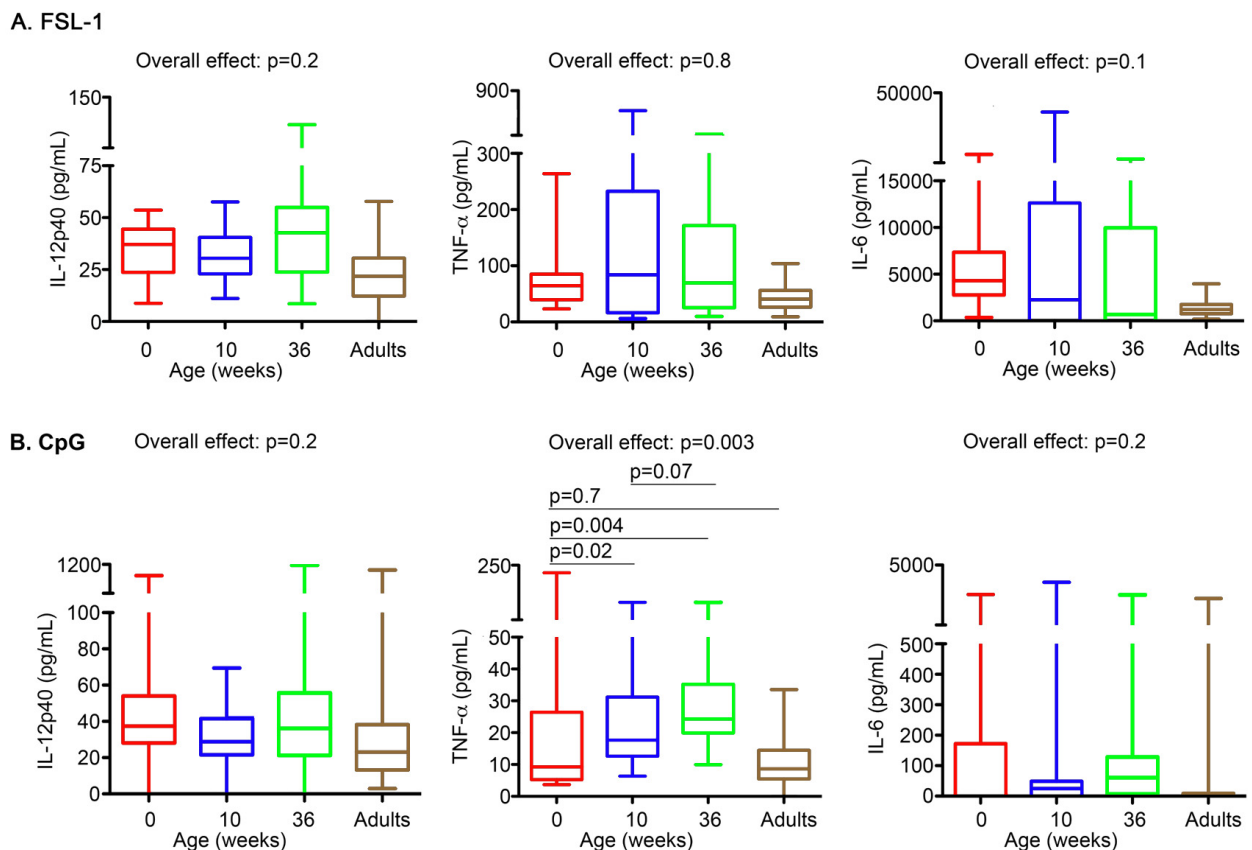 A. FSL-1
Overall effect: p=0.2
IL-12p40 (pg/mL)
150
75
50
25
0
0 10 36 Adults
Age (weeks)
Overall effect: p=0.8
TNF-α (pg/mL)
900
300
200
100
0
0 10 36 Adults
Age (weeks)
Overall effect: p=0.1
IL-6 (pg/mL)
50000
15000
10000
5000
0
0 10 36 Adults
Age (weeks)
B. CpG
Overall effect: p=0.2
IL-12p40 (pg/mL)
1200
100
80
60
40
20
0
0 10 36 Adults
Age (weeks)
Overall effect: p=0.003
p=0.07
p=0.7
p=0.004
p=0.02
TNF-α (pg/mL)
250
50
40
30
20
10
0
0 10 36 Adults
Age (weeks)
Overall effect: p=0.2
IL-6 (pg/mL)
5000
500
400
300
200
100
0
0 10 36 Adults
Age (weeks)